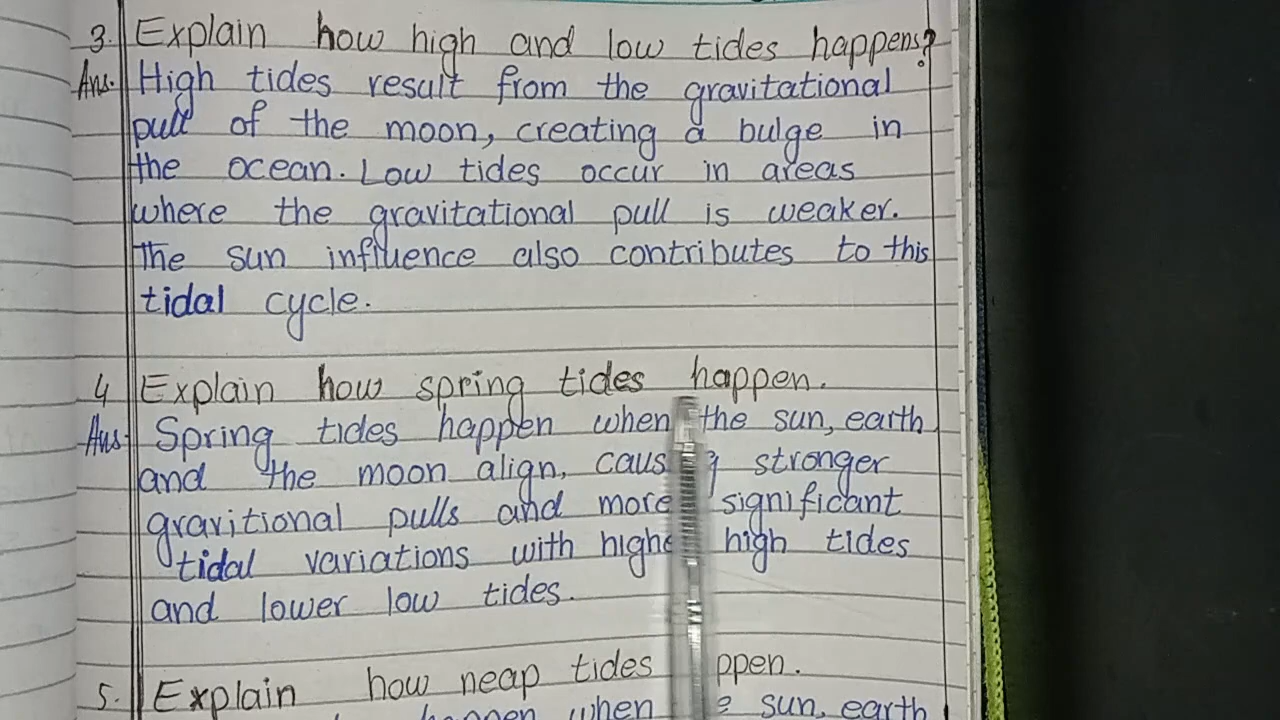 3. Explain how high and low tides happens?
Ans. High tides result from the gravitational
pull of the moon, creating a bulge in
the ocean. Low tides occur in areas
where the gravitational pull is weaker.
The sun influence also contributes to this
tidal cycle.
4 Explain how spring tides happen.
Ans. Spring tides happen when the sun, earth
and the moon align, stronger
gravitional pulls and more significant
tidal variations with high tides
and lower low tides.
5. Explain how neap tides
when sun, earth